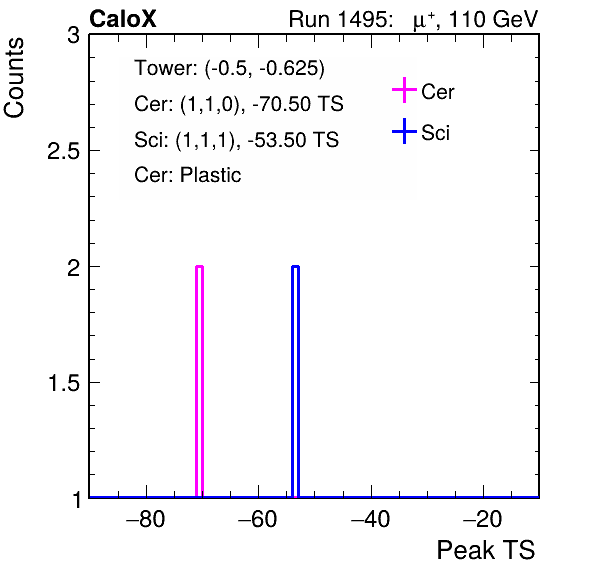 CaloX Run 1495: μ⁺, 110 GeV
Counts
3
2.5
2
1.5
1
Tower: (-0.5, -0.625)
Cer: (1,1,0), -70.50 TS
Sci: (1,1,1), -53.50 TS
Cer: Plastic
Cer
Sci
−80 −60 −40 −20
Peak TS